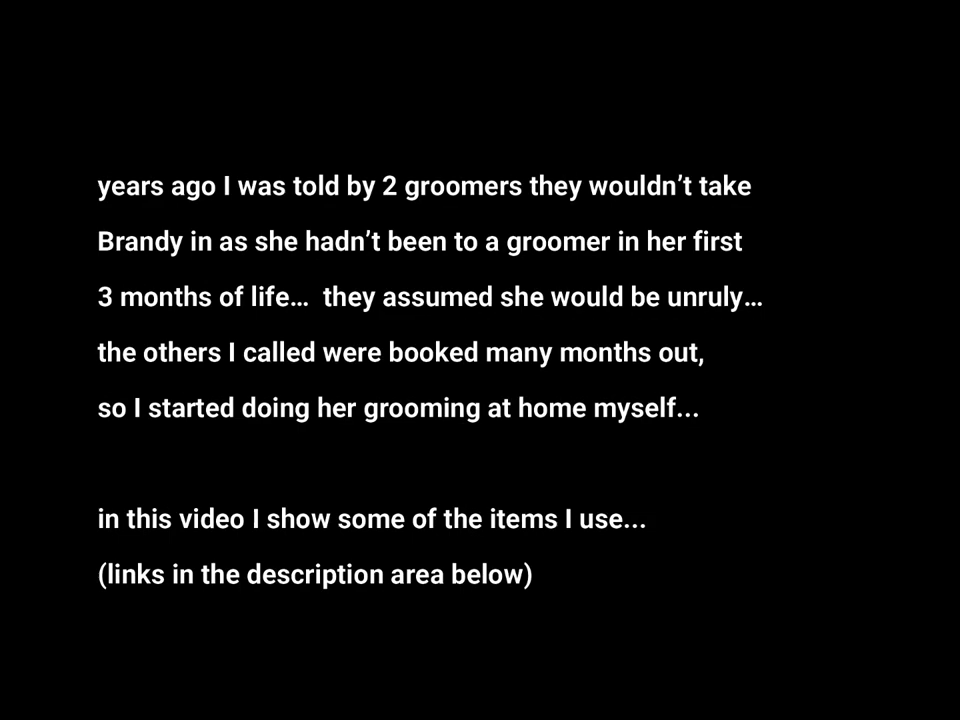 years ago I was told by 2 groomers they wouldn’t take
Brandy in as she hadn’t been to a groomer in her first
3 months of life… they assumed she would be unruly…
the others I called were booked many months out,
so I started doing her grooming at home myself...
in this video I show some of the items I use...
(links in the description area below)